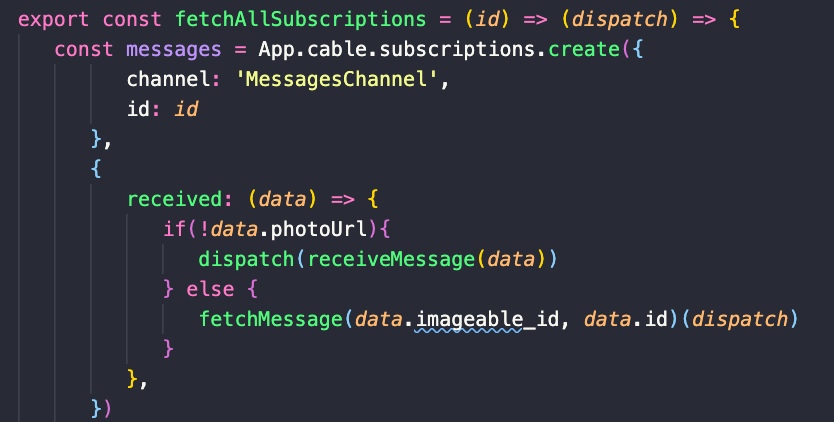 export const fetchAllSubscriptions = (id) => (dispatch) => {
const messages = App.cable.subscriptions.create({
channel: 'MessagesChannel',
id: id
},
{
received: (data) => {
if(!data.photoUrl){
dispatch(receiveMessage(data))
} else {
fetchMessage(data.imageable_id, data.id)(dispatch)
}
},
})